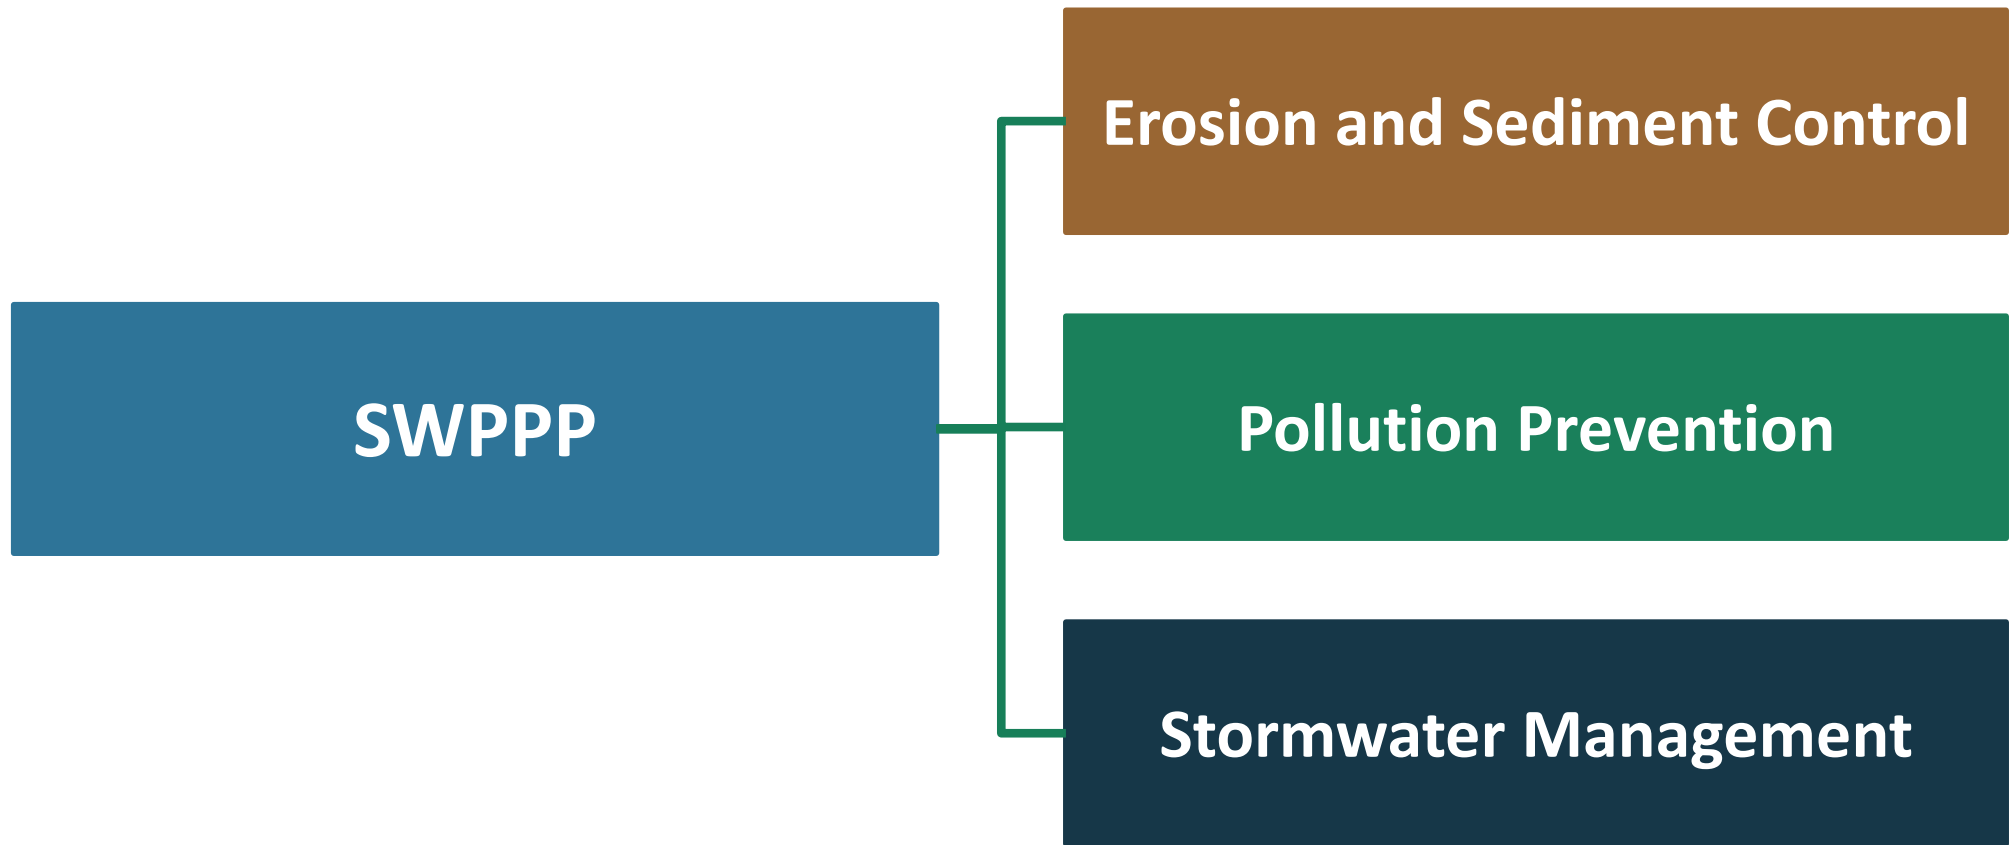 Erosion and Sediment Control
SWPPP
Pollution Prevention
Stormwater Management